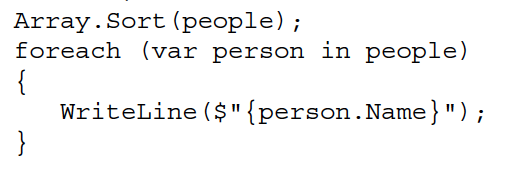 Array.Sort(people);
foreach (var person in people)
{
   WriteLine($"{person.Name}");
}